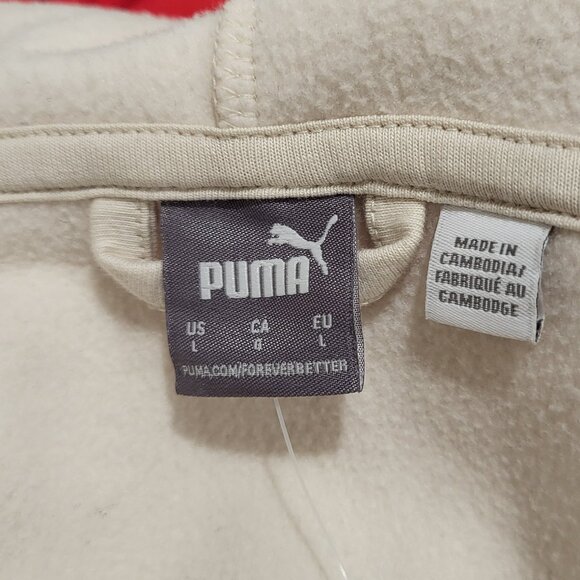 PUMA
US CA EU
L G L
PUMA.COM/FOREVERBETTER
MADE IN
CAMBODIA/
FABRIQUÉ AU
CAMBODGE